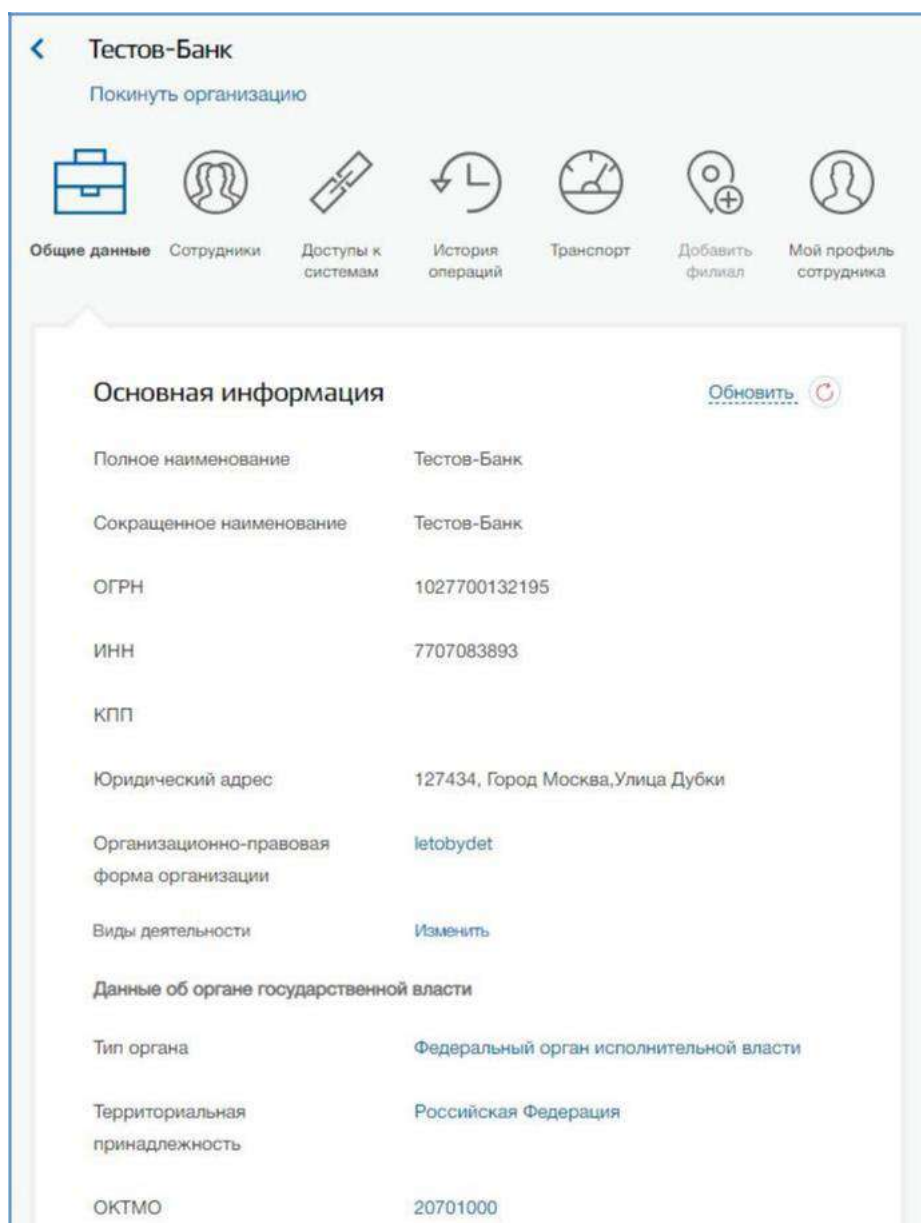 Тестов-Банк
Покинуть организацию
Общие данные
Сотрудники
Доступы к
системам
История
операций
Транспорт
Добавить
филиал
Мой профиль
сотрудника
Основная информация
Обновить
Полное наименование Тестов-Банк
Сокращенное наименование Тестов-Банк
ОГРН 1027700132195
ИНН 7707083893
КПП
Юридический адрес 127434, Город Москва,Улица Дубки
Организационно-правовая letobydet
форма организации
Виды деятельности Изменить
Данные об органе государственной власти
Тип органа Федеральный орган исполнительной власти
Территориальная Российская Федерация
принадлежность
ОКТМО 20701000